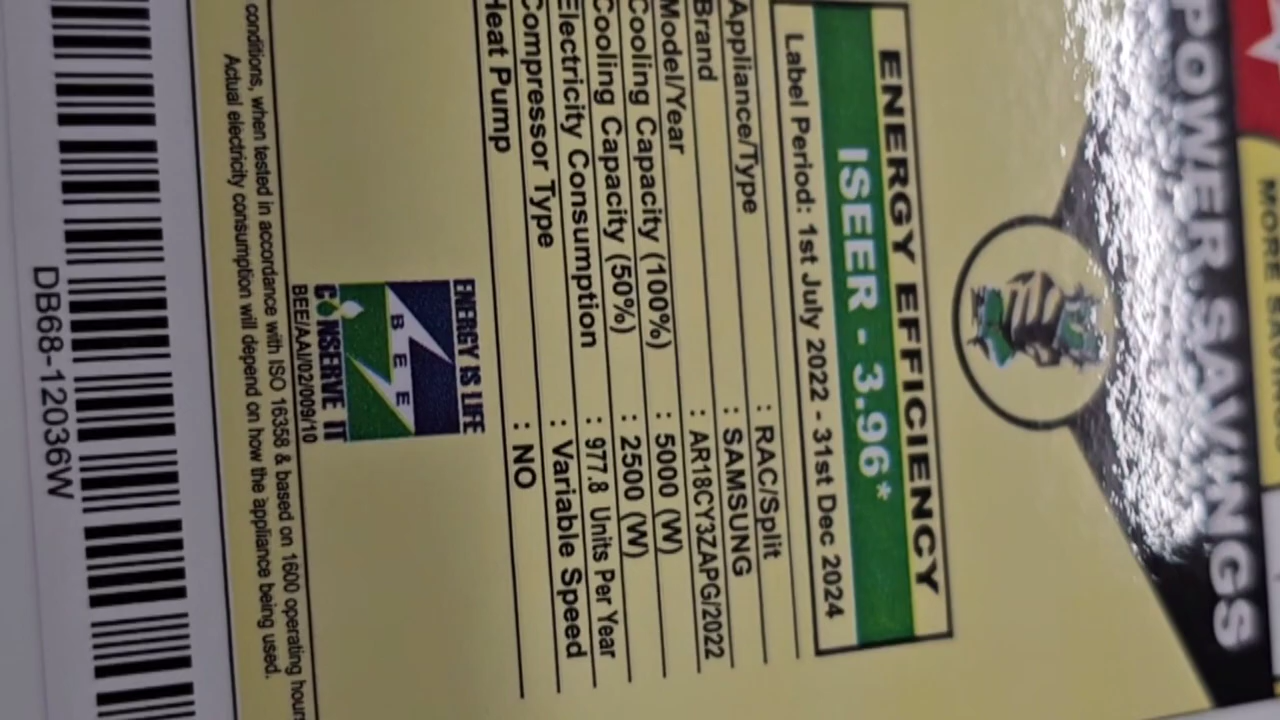 MORE SAVINGS
POWER SAVINGS
ENERGY EFFICIENCY
ISEER - 3.96*
Label Period: 1st July 2022 - 31st Dec 2024
Appliance/Type : RAC/Split
Brand : SAMSUNG
Model/Year : AR18CY3ZAPG/2022
Cooling Capacity (100%) : 5000 (W)
Cooling Capacity (50%) : 2500 (W)
Electricity Consumption : 977.8 Units Per Year
Compressor Type : Variable Speed
Heat Pump : NO
ENERGY IS LIFE
BEE
CONSERVE IT
BEE/AAI/02/009/10
conditions, when tested in accordance with ISO 16358 & based on 1600 operating hours
Actual electricity consumption will depend on how the appliance being used.
DB68-12036W